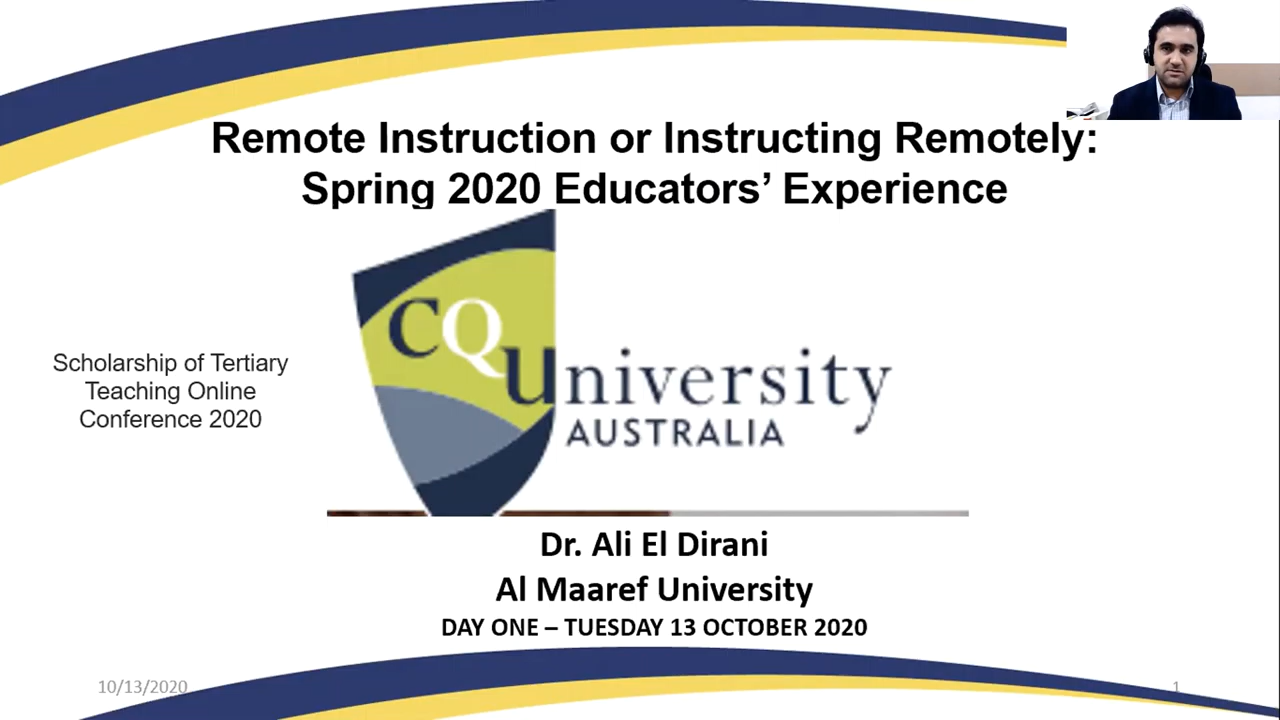 Remote Instruction or Instructing Remotely:
Spring 2020 Educators’ Experience
CQUniversity
AUSTRALIA
Scholarship of Tertiary
Teaching Online
Conference 2020
Dr. Ali El Dirani
Al Maaref University
DAY ONE – TUESDAY 13 OCTOBER 2020
10/13/2020
1